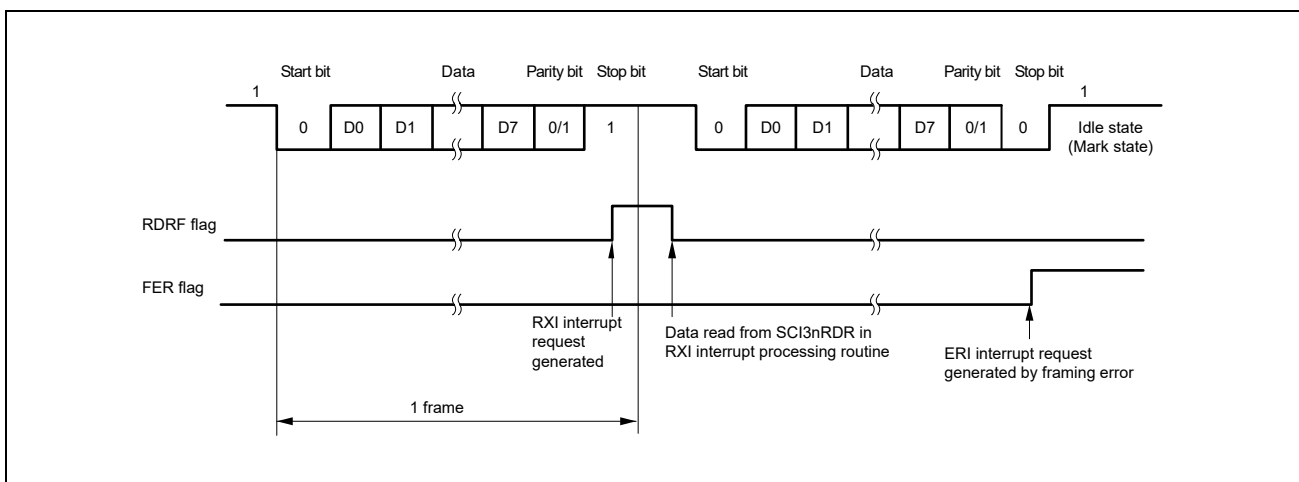 Start bit Data Parity bit Stop bit Start bit Data Parity bit Stop bit
1 1
0 D0 D1 D7 0/1 1 0 D0 D1 D7 0/1 0 Idle state
(Mark state)
RDRF flag
FER flag
RXI interrupt
request
generated
Data read from SCI3nRDR in
RXI interrupt processing routine
ERI interrupt request
generated by framing error
1 frame